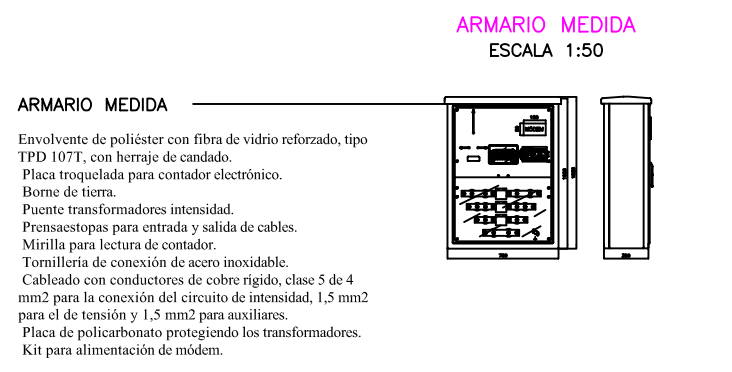 ARMARIO MEDIDA
ESCALA 1:50
ARMARIO MEDIDA
Envolvente de poliéster con fibra de vidrio reforzado, tipo
TPD 107T, con herraje de candado.
Placa troquelada para contador electrónico.
Borne de tierra.
Puente transformadores intensidad.
Prensaestopas para entrada y salida de cables.
Mirilla para lectura de contador.
Tornillería de conexión de acero inoxidable.
Cableado con conductores de cobre rígido, clase 5 de 4
mm2 para la conexión del circuito de intensidad, 1,5 mm2
para el de tensión y 1,5 mm2 para auxiliares.
Placa de policarbonato protegiendo los transformadores.
Kit para alimentación de módem.